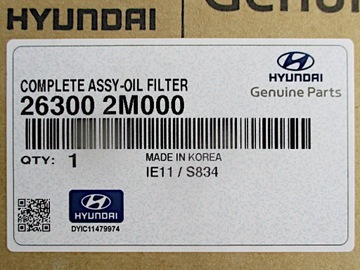 HYUNDAI
Genuine
COMPLETE ASSY-OIL FILTER
26300 2M000
HYUNDAI
Genuine Parts
QTY: 1
MADE IN KOREA
IE11 / S834
HYUNDAI
DYIC11479974